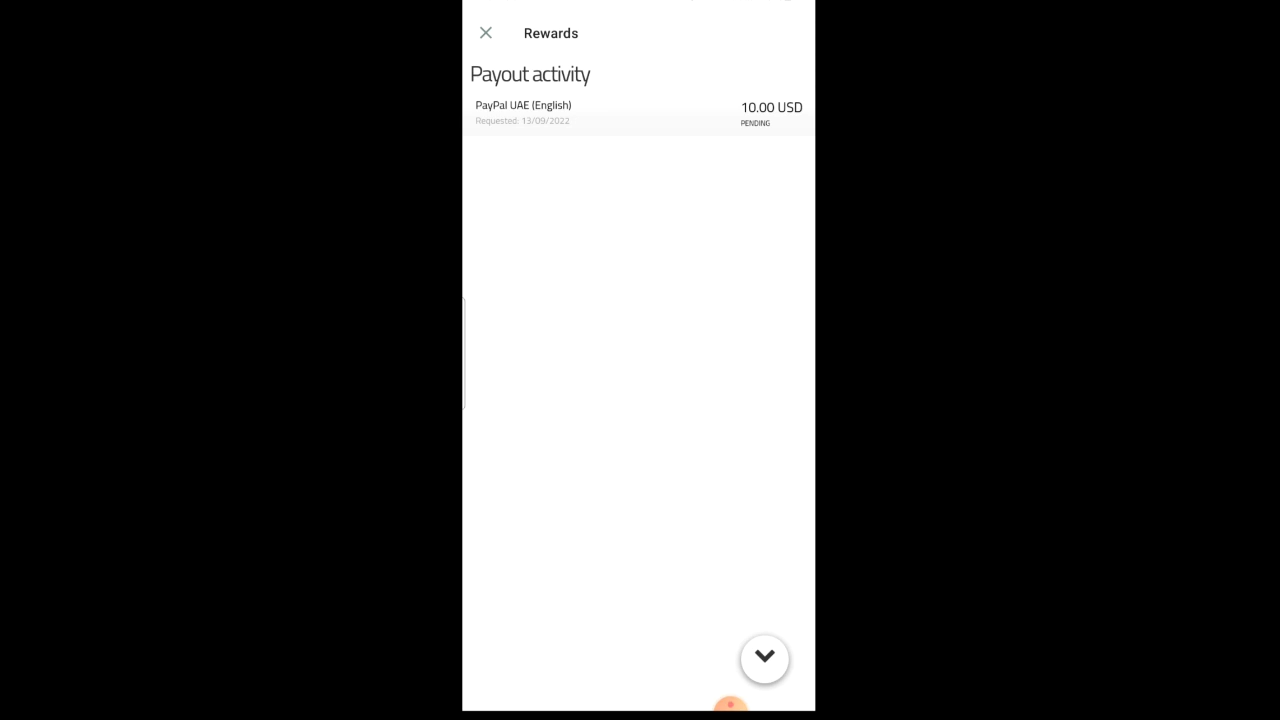 Rewards
Payout activity
PayPal UAE (English)
10.00 USD
Requested: 13/09/2022
PENDING